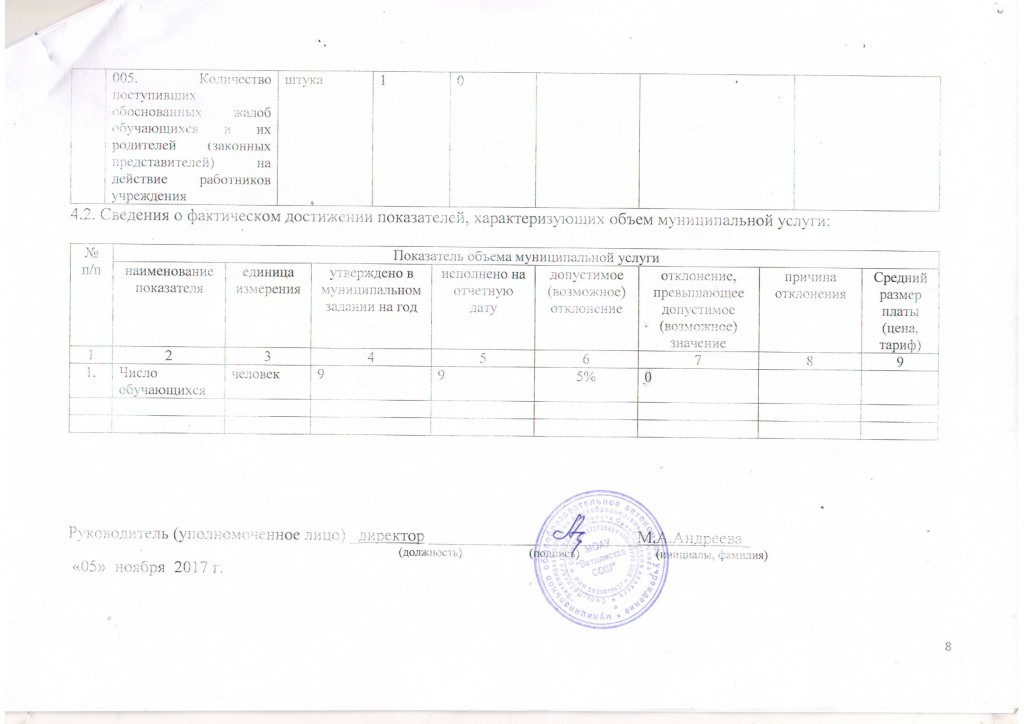 005. Количество
поступивших
обоснованных жалоб
обучающихся и их
родителей (законных
представителей) на
действие работников
учреждения
штука
1
0
4.2. Сведения о фактическом достижении показателей, характеризующих объем муниципальной услуги:
№
п/п
Показатель объема муниципальной услуги
наименование
показателя
единица
измерения
утверждено в
муниципальном
задании на год
исполнено на
отчетную
дату
допустимое
(возможное)
отклонение
отклонение,
превышающее
допустимое
(возможное)
значение
причина
отклонения
Средний
размер
платы
(цена,
тариф)
1 2 3 4 5 6 7 8 9
1.
Число
обучающихся
человек
9
9
5%
0
Руководитель (уполномоченное лицо) директор М.А.Андреева
(должность) (подпись) (инициалы, фамилия)
«05» ноября 2017 г.
МОАУ
СОШ"
8